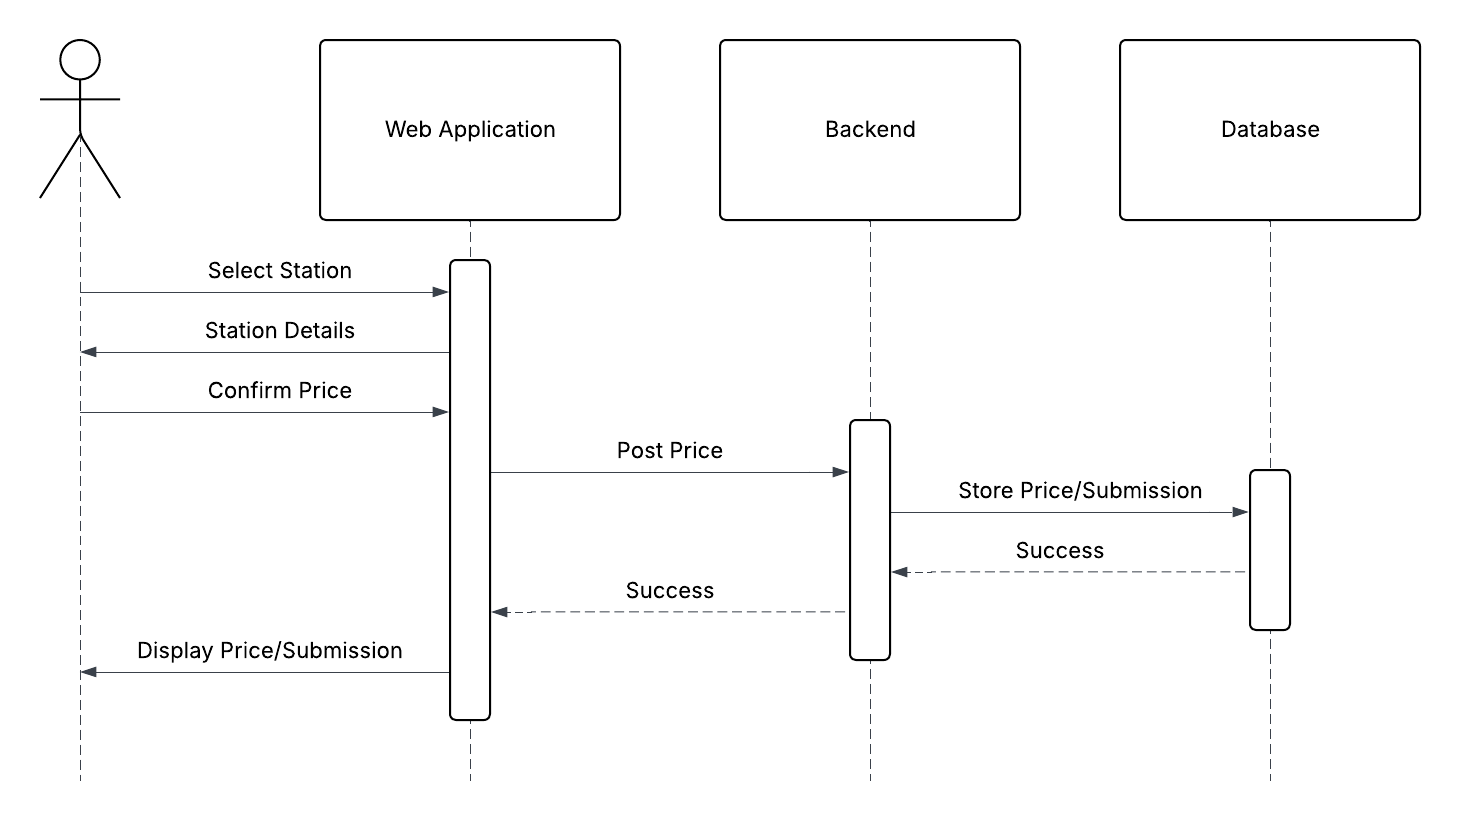 Web Application
Backend
Database
Select Station
Station Details
Confirm Price
Post Price
Store Price/Submission
Success
Success
Display Price/Submission